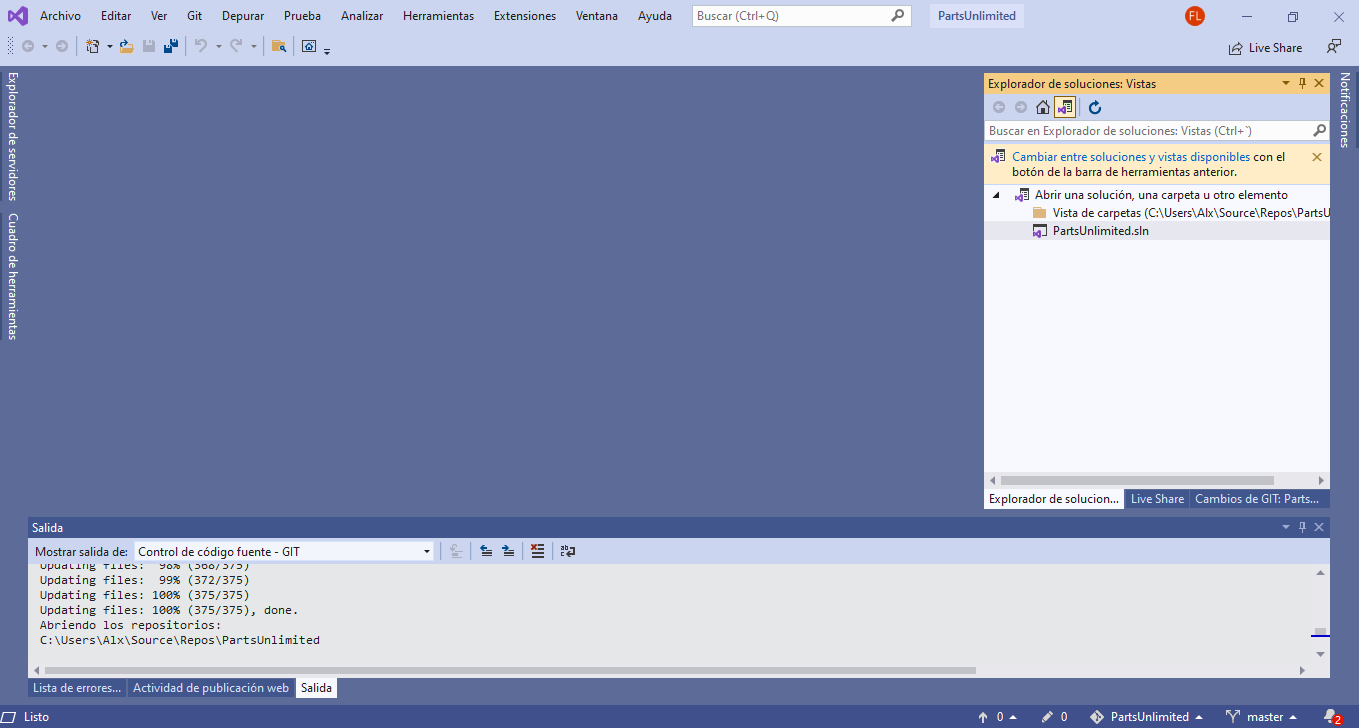 Archivo Editar Ver Git Depurar Prueba Analizar Herramientas Extensiones Ventana Ayuda Buscar (Ctrl+Q) PartsUnlimited FL
Live Share
Explorador de servidores
Cuadro de herramientas
Explorador de soluciones: Vistas
Buscar en Explorador de soluciones: Vistas (Ctrl+`)
Cambiar entre soluciones y vistas disponibles con el
botón de la barra de herramientas anterior.
Abrir una solución, una carpeta u otro elemento
Vista de carpetas (C:\Users\Alx\Source\Repos\PartsU
PartsUnlimited.sln
Explorador de solucion... Live Share Cambios de GIT: Parts...
Notificaciones
Salida
Mostrar salida de: Control de código fuente - GIT
Updating files:  98% (368/375)
Updating files:  99% (372/375)
Updating files: 100% (375/375)
Updating files: 100% (375/375), done.
Abriendo los repositorios:
C:\Users\Alx\Source\Repos\PartsUnlimited
Lista de errores... Actividad de publicación web Salida
Listo 0 0 PartsUnlimited master 2